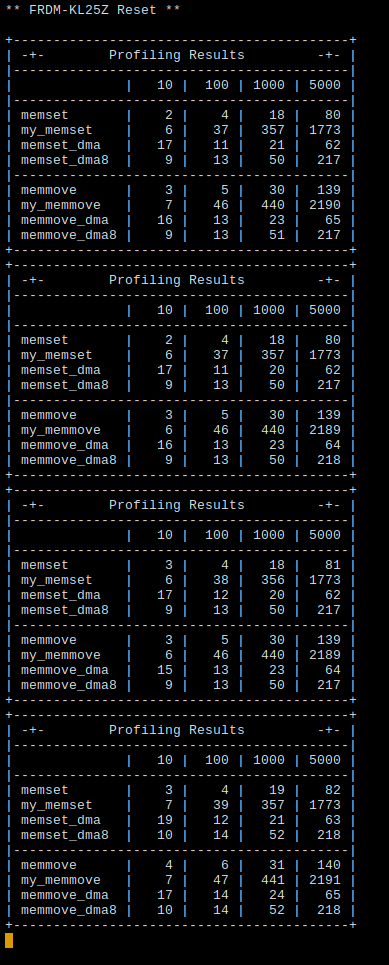 ** FRDM-KL25Z Reset **
+-----------------------------------------+
| -+-        Profiling Results         -+- |
|-----------------------------------------|
|              |   10 |  100 | 1000 | 5000 |
|-----------------------------------------|
| memset       |    2 |    4 |   18 |   80 |
| my_memset    |    6 |   37 |  357 | 1773 |
| memset_dma   |   17 |   11 |   21 |   62 |
| memset_dma8  |    9 |   13 |   50 |  217 |
|-----------------------------------------|
| memmove      |    3 |    5 |   30 |  139 |
| my_memmove   |    7 |   46 |  440 | 2190 |
| memmove_dma  |   16 |   13 |   23 |   65 |
| memmove_dma8 |    9 |   13 |   51 |  217 |
+-----------------------------------------+
+-----------------------------------------+
| -+-        Profiling Results         -+- |
|-----------------------------------------|
|              |   10 |  100 | 1000 | 5000 |
|-----------------------------------------|
| memset       |    2 |    4 |   18 |   80 |
| my_memset    |    6 |   37 |  357 | 1773 |
| memset_dma   |   17 |   11 |   20 |   62 |
| memset_dma8  |    9 |   13 |   50 |  217 |
|-----------------------------------------|
| memmove      |    3 |    5 |   30 |  139 |
| my_memmove   |    6 |   46 |  440 | 2189 |
| memmove_dma  |   16 |   13 |   23 |   64 |
| memmove_dma8 |    9 |   13 |   50 |  218 |
+-----------------------------------------+
+-----------------------------------------+
| -+-        Profiling Results         -+- |
|-----------------------------------------|
|              |   10 |  100 | 1000 | 5000 |
|-----------------------------------------|
| memset       |    3 |    4 |   18 |   81 |
| my_memset    |    6 |   38 |  356 | 1773 |
| memset_dma   |   17 |   12 |   20 |   62 |
| memset_dma8  |    9 |   13 |   50 |  217 |
|-----------------------------------------|
| memmove      |    3 |    5 |   30 |  139 |
| my_memmove   |    6 |   46 |  440 | 2189 |
| memmove_dma  |   15 |   13 |   23 |   64 |
| memmove_dma8 |    9 |   13 |   50 |  217 |
+-----------------------------------------+
+-----------------------------------------+
| -+-        Profiling Results         -+- |
|-----------------------------------------|
|              |   10 |  100 | 1000 | 5000 |
|-----------------------------------------|
| memset       |    3 |    4 |   19 |   82 |
| my_memset    |    7 |   39 |  357 | 1773 |
| memset_dma   |   19 |   12 |   21 |   63 |
| memset_dma8  |   10 |   14 |   52 |  218 |
|-----------------------------------------|
| memmove      |    4 |    6 |   31 |  140 |
| my_memmove   |    7 |   47 |  441 | 2191 |
| memmove_dma  |   17 |   14 |   24 |   65 |
| memmove_dma8 |   10 |   14 |   52 |  218 |
+-----------------------------------------+